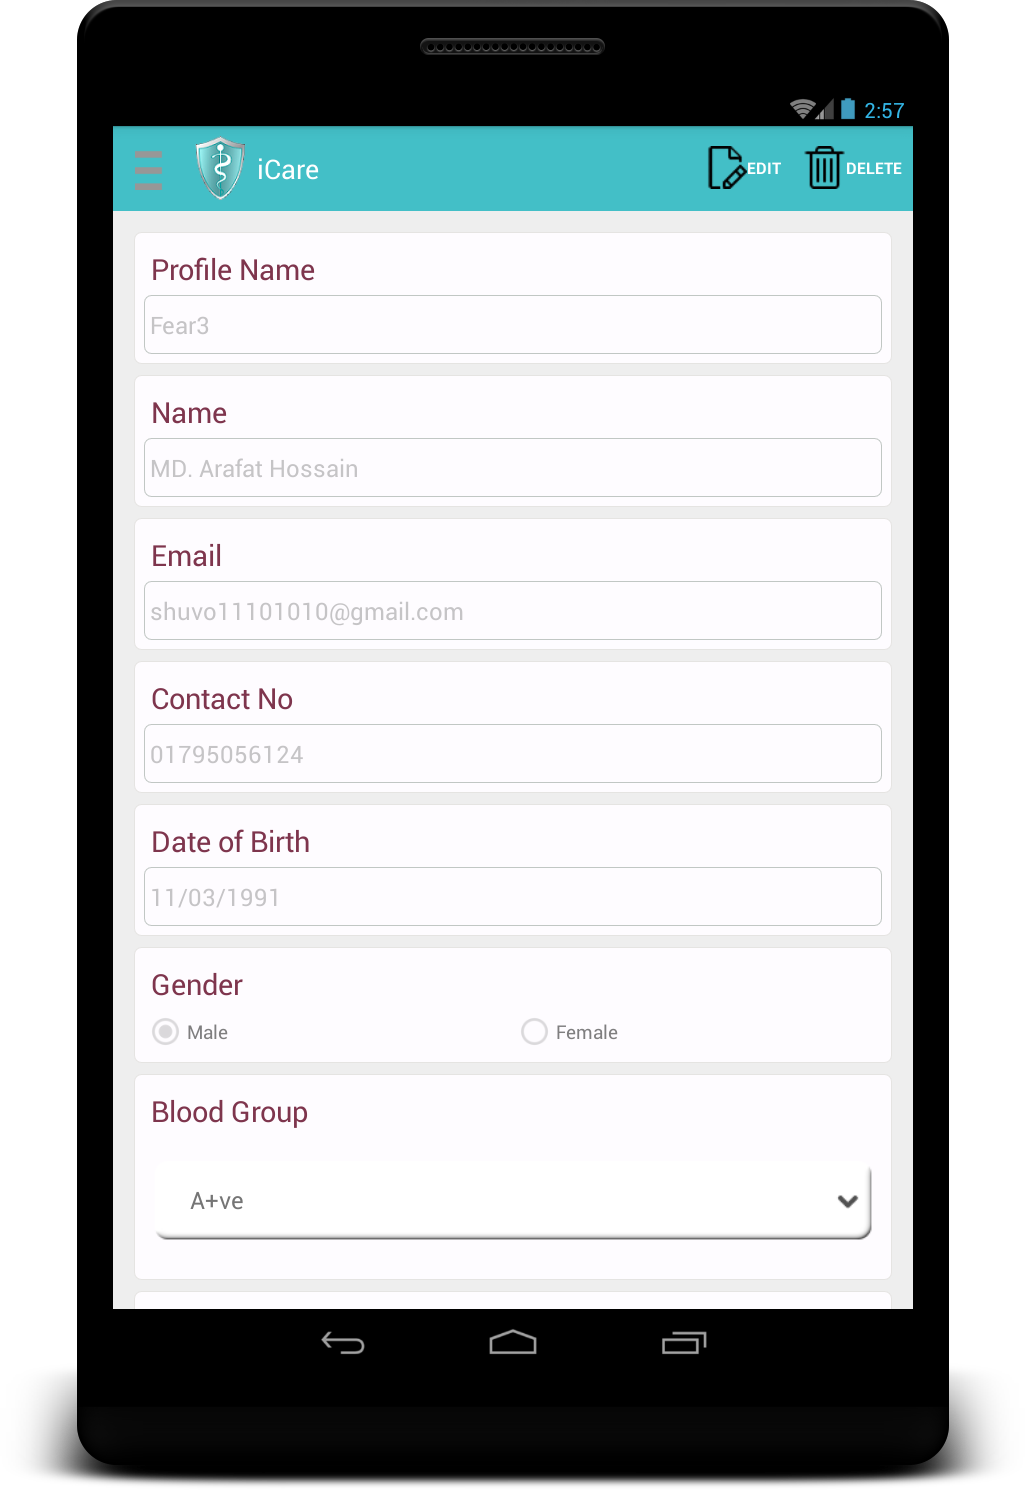 2:57
iCare
EDIT
DELETE
Profile Name
Fear3
Name
MD. Arafat Hossain
Email
shuvo11101010@gmail.com
Contact No
01795056124
Date of Birth
11/03/1991
Gender
Male Female
Blood Group
A+ve